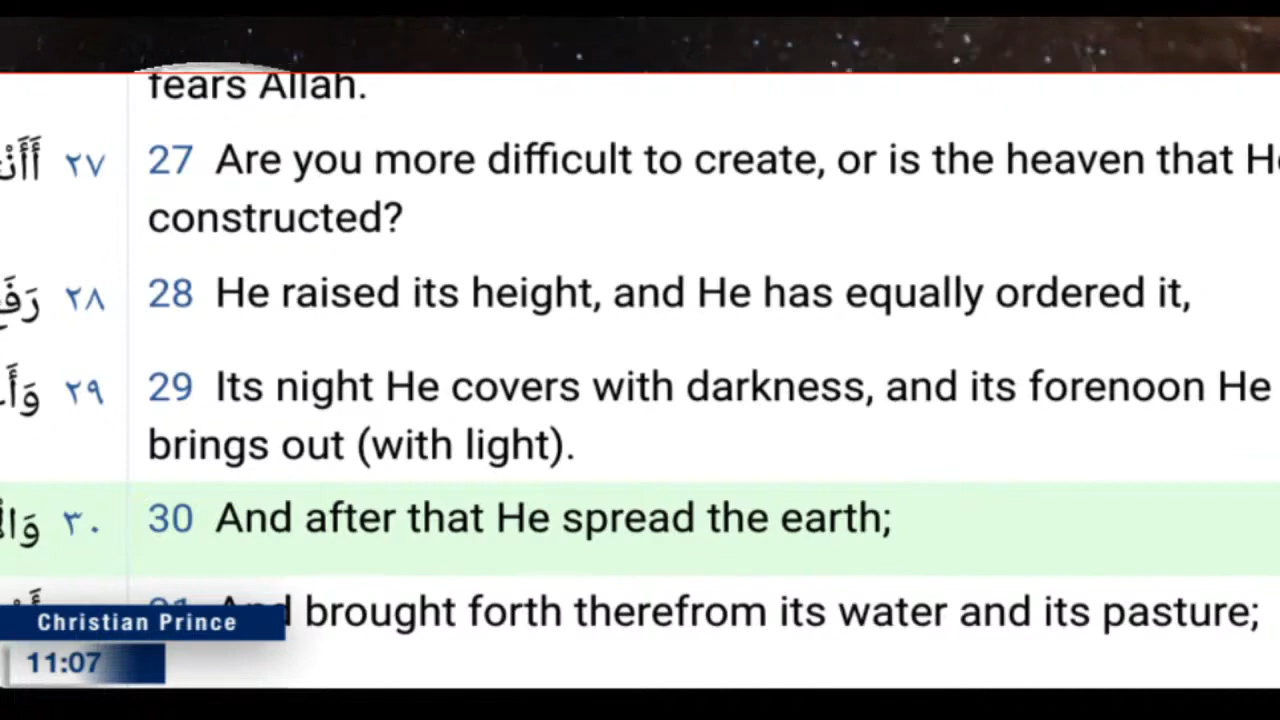 fears Allah.
٢٧ 27 Are you more difficult to create, or is the heaven that He
constructed?
٢٨ 28 He raised its height, and He has equally ordered it,
٢٩ 29 Its night He covers with darkness, and its forenoon He
brings out (with light).
٣٠ 30 And after that He spread the earth;
brought forth therefrom its water and its pasture;
Christian Prince
11:07